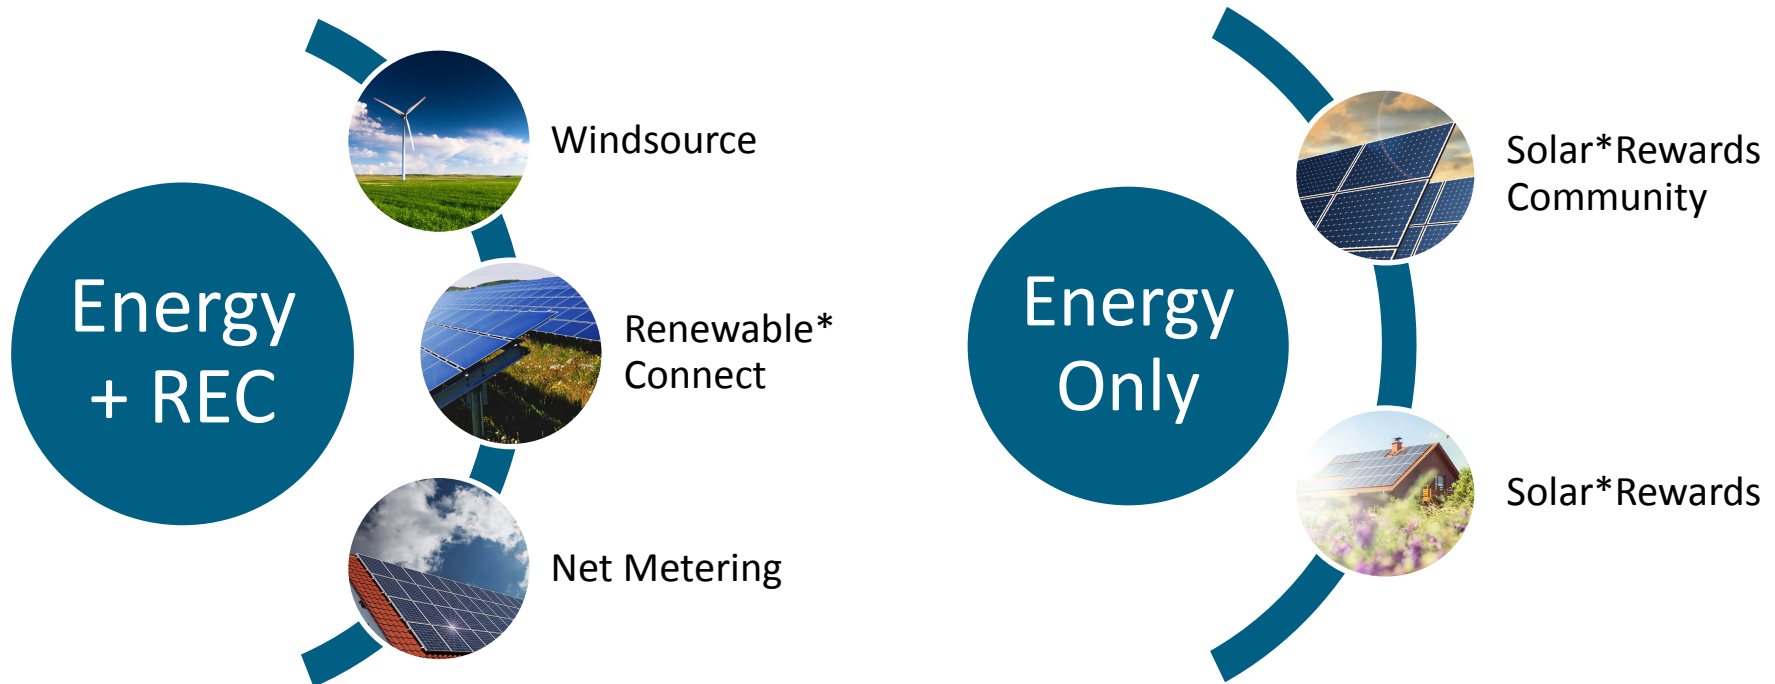 Energy
+ REC
Windsource
Renewable*
Connect
Net Metering
Energy
Only
Solar*Rewards
Community
Solar*Rewards